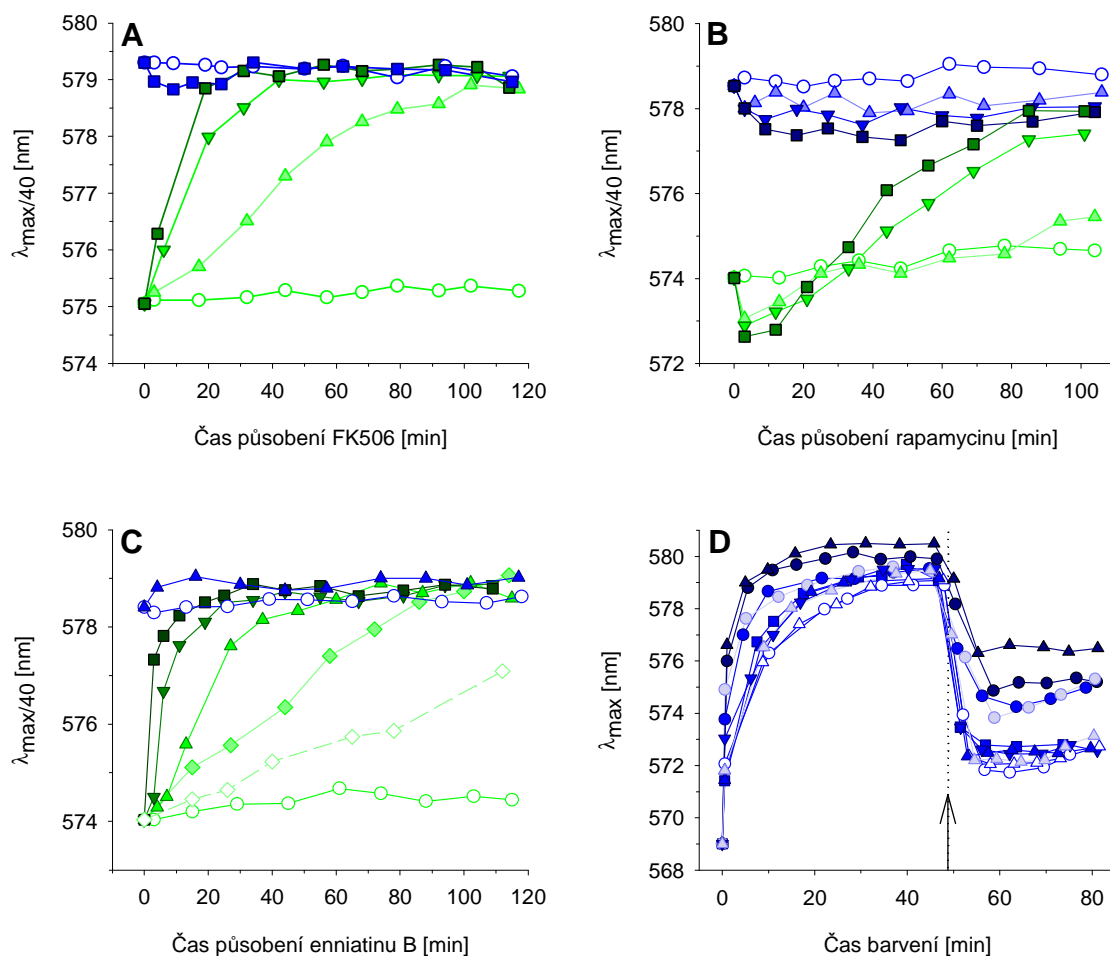 A
580
579
578
577
576
575
574
λmax/40 [nm]
0 20 40 60 80 100 120
Čas působení FK506 [min]
B
580
578
576
574
572
λmax/40 [nm]
0 20 40 60 80 100
Čas působení rapamycinu [min]
C
580
578
576
574
λmax/40 [nm]
0 20 40 60 80 100 120
Čas působení enniatinu B [min]
D
580
578
576
574
572
570
568
λmax [nm]
0 20 40 60 80
Čas barvení [min]